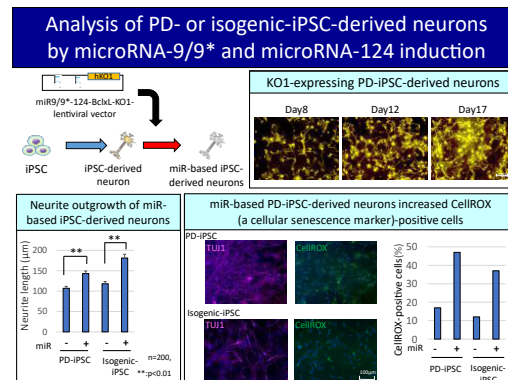 Analysis of PD- or isogenic-iPSC-derived neurons
by microRNA-9/9* and microRNA-124 induction
hKO1
miR9/9*-124-BclxL-KO1-
lentiviral vector
iPSC
iPSC-derived
neuron
miR-based iPSC-
derived neurons
KO1-expressing PD-iPSC-derived neurons
Day8
Day12
Day17
Neurite outgrowth of miR-
based iPSC-derived neurons
Neurite length (μm)
200
150
100
50
0
**
**
miR
-
+
-
+
PD-iPSC
Isogenic-
iPSC
n=200,
**:p<0.01
miR-based PD-iPSC-derived neurons increased CellROX
(a cellular senescence marker)-positive cells
PD-iPSC
TUJ1
CellROX
Isogenic-iPSC
TUJ1
CellROX
100μm
CellROX-positive cells(%)
50
40
30
20
10
0
miR
-
+
-
+
PD-iPSC
Isogenic-
iPSC